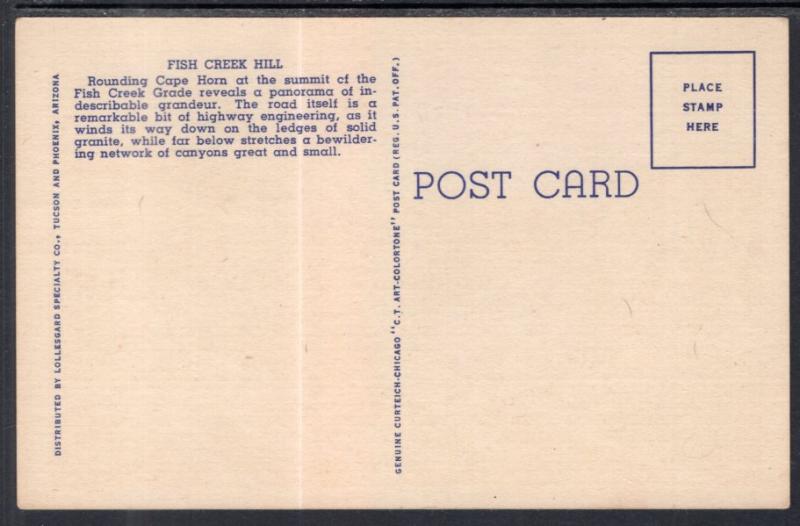 FISH CREEK HILL
Rounding Cape Horn at the summit cf the
Fish Creek Grade reveals a panorama of in-
describable grandeur. The road itself is a
remarkable bit of highway engineering, as it
winds its way down on the ledges of solid
granite, while far below stretches a bewilder-
ing network of canyons great and small.
DISTRIBUTED BY LOLLESGARD SPECIALTY CO., TUCSON AND PHOENIX, ARIZONA
GENUINE CURTEICH-CHICAGO "C.T. ART-COLORTONE" POST CARD (REG. U.S. PAT. OFF.)
POST CARD
PLACE
STAMP
HERE